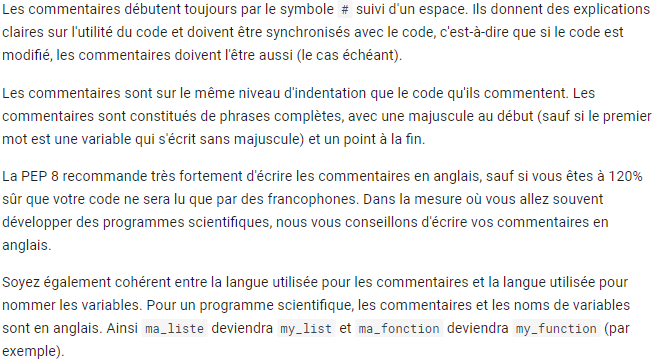 Les commentaires débutent toujours par le symbole # suivi d'un espace. Ils donnent des explications
claires sur l'utilité du code et doivent être synchronisés avec le code, c'est-à-dire que si le code est
modifié, les commentaires doivent l'être aussi (le cas échéant).
Les commentaires sont sur le même niveau d'indentation que le code qu'ils commentent. Les
commentaires sont constitués de phrases complètes, avec une majuscule au début (sauf si le premier
mot est une variable qui s'écrit sans majuscule) et un point à la fin.
La PEP 8 recommande très fortement d'écrire les commentaires en anglais, sauf si vous êtes à 120%
sûr que votre code ne sera lu que par des francophones. Dans la mesure où vous allez souvent
développer des programmes scientifiques, nous vous conseillons d'écrire vos commentaires en
anglais.
Soyez également cohérent entre la langue utilisée pour les commentaires et la langue utilisée pour
nommer les variables. Pour un programme scientifique, les commentaires et les noms de variables
sont en anglais. Ainsi ma_liste deviendra my_list et ma_fonction deviendra my_function (par
exemple).